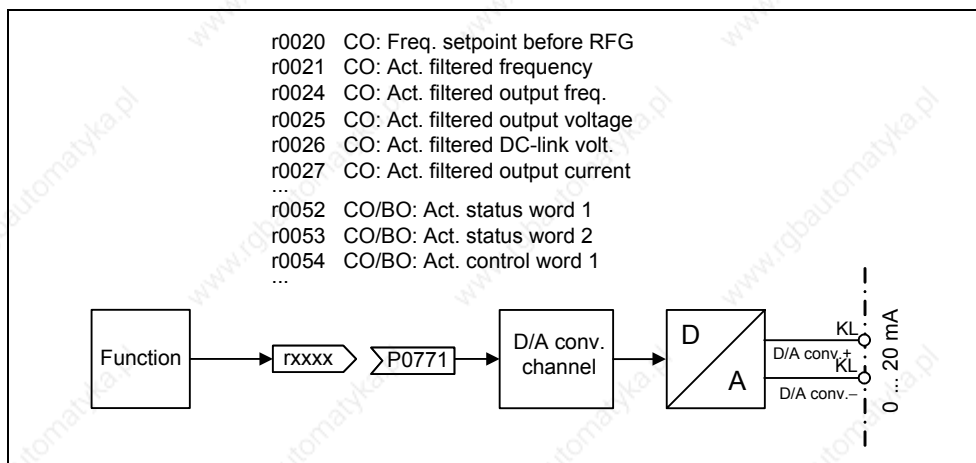 r0020 CO: Freq. setpoint before RFG
r0021 CO: Act. filtered frequency
r0024 CO: Act. filtered output freq.
r0025 CO: Act. filtered output voltage
r0026 CO: Act. filtered DC-link volt.
r0027 CO: Act. filtered output current
...
r0052 CO/BO: Act. status word 1
r0053 CO/BO: Act. status word 2
r0054 CO/BO: Act. control word 1
...
Function
rxxxx
P0771
D/A conv.
channel
D
A
KL
D/A conv.+
KL
D/A conv.−
0 ... 20 mA
www.rgbautomatyka.pl